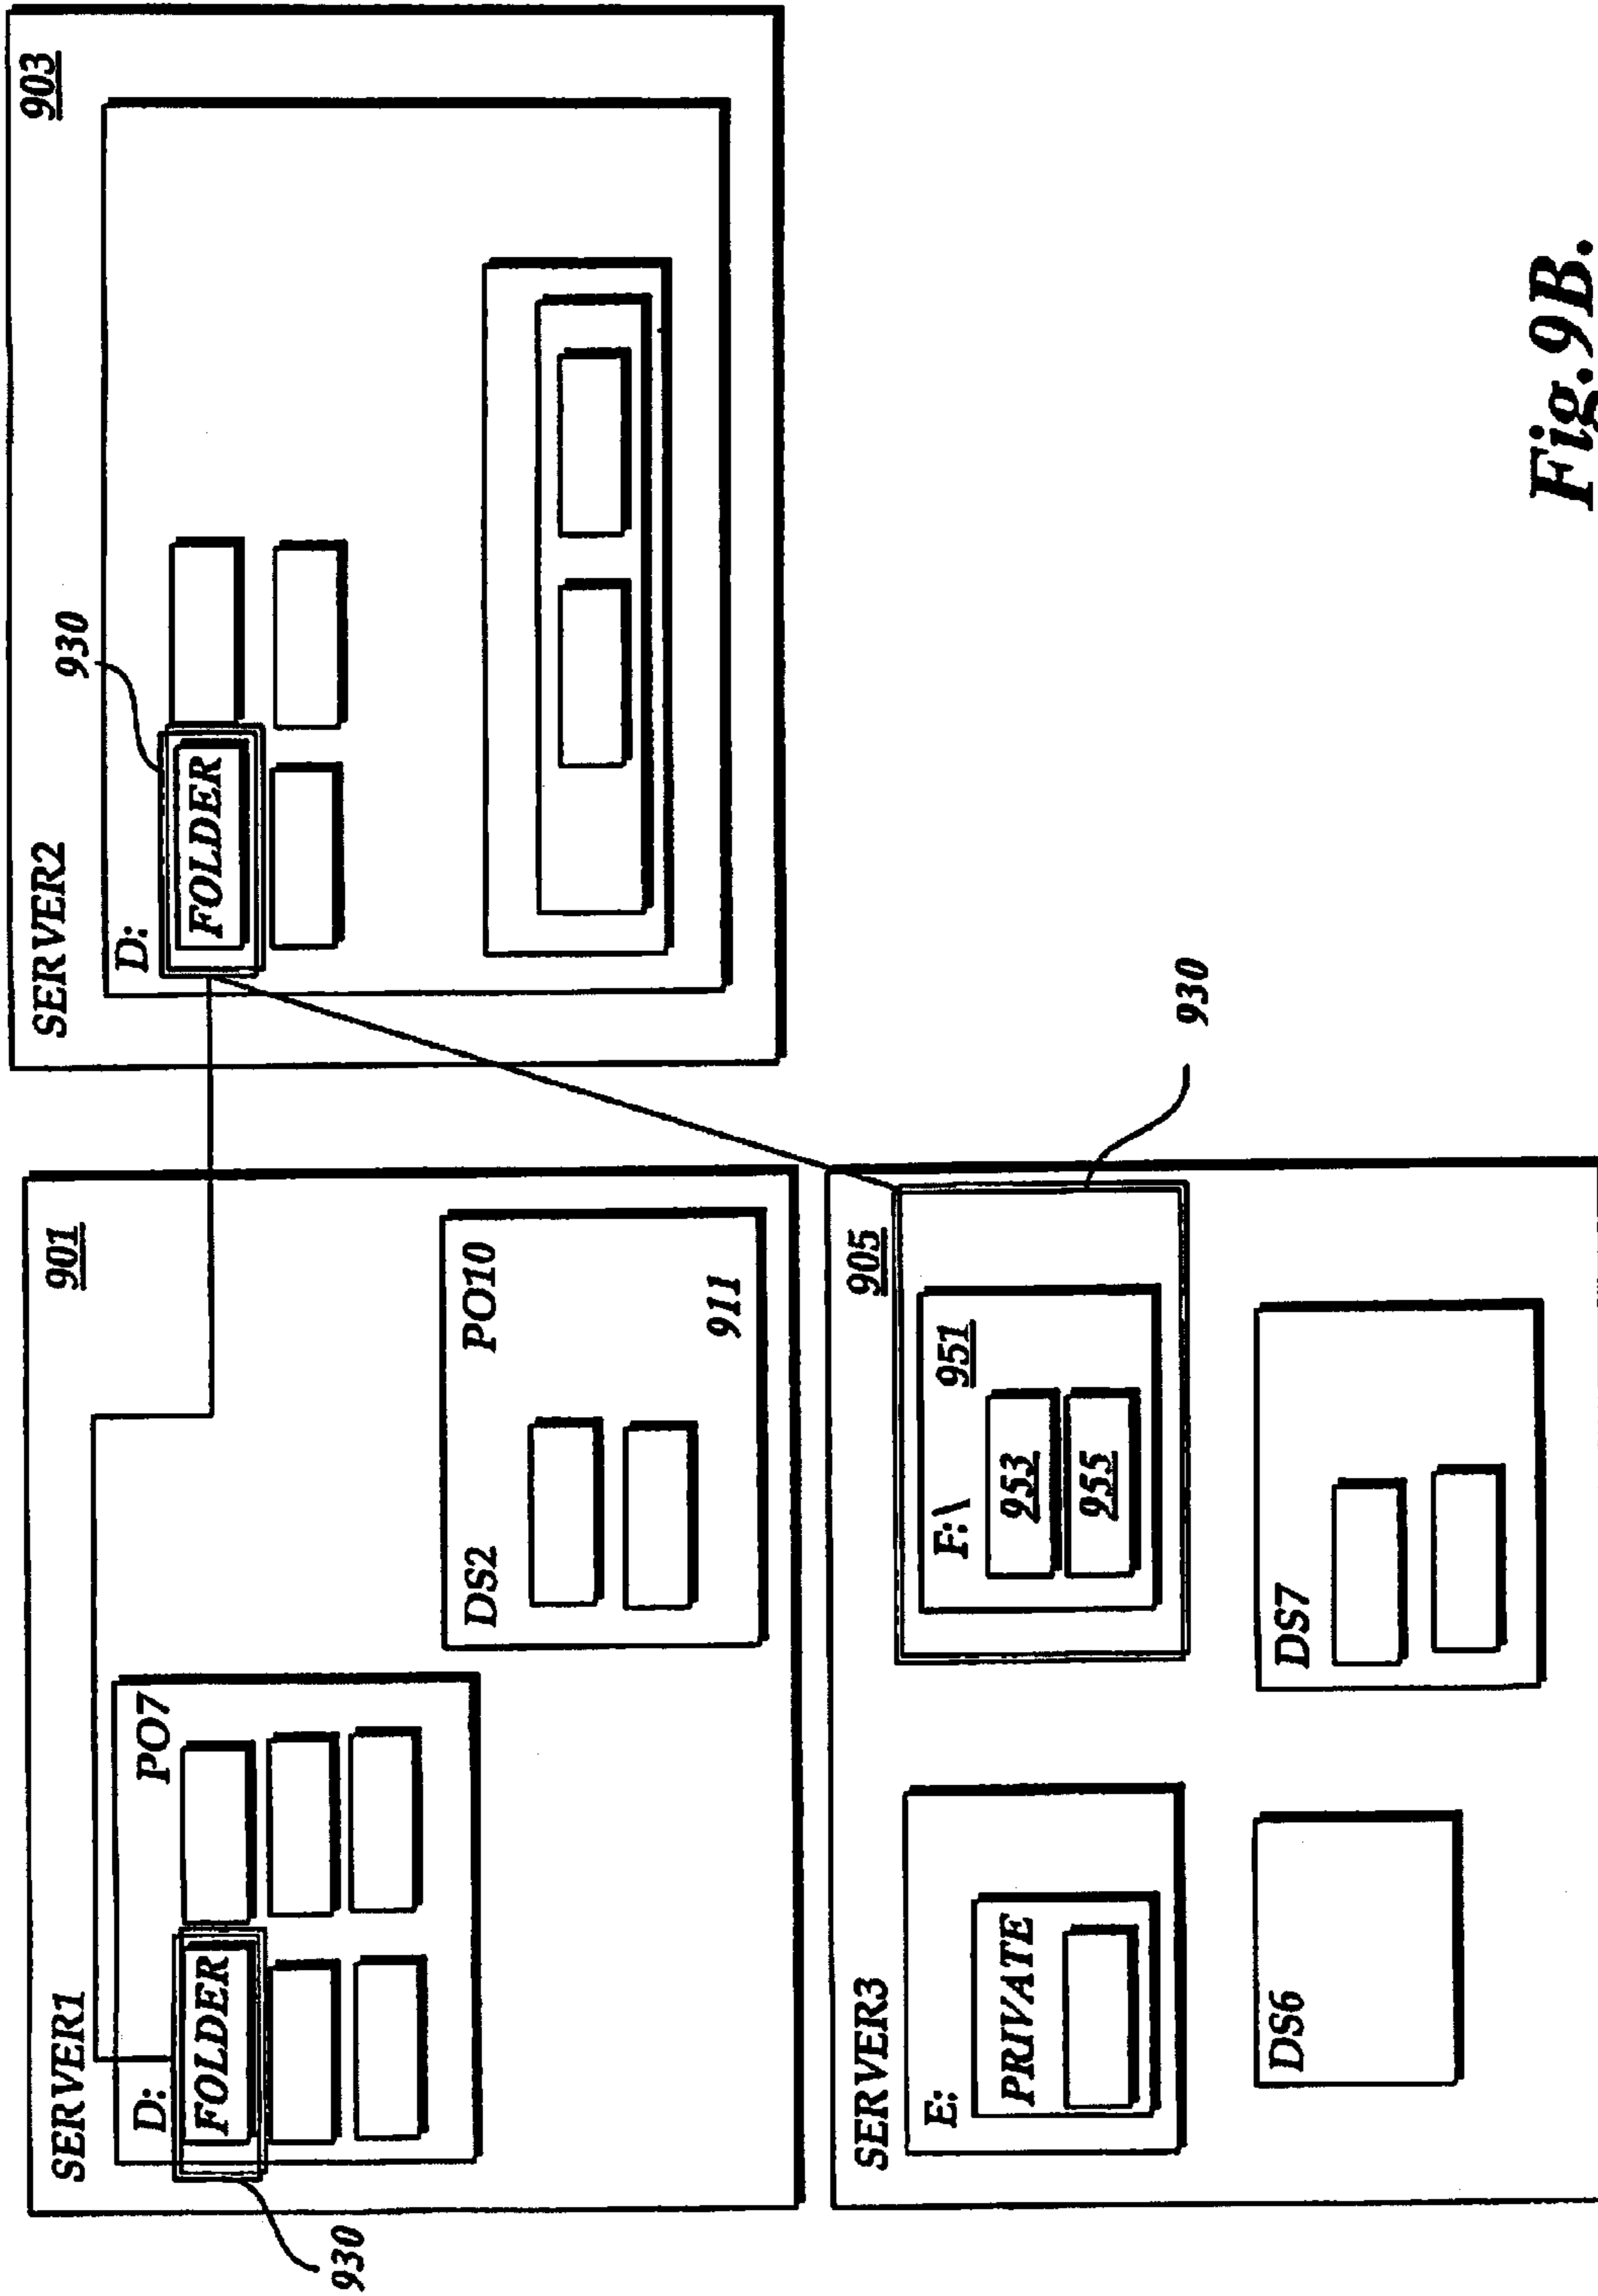 SERVER1
901
D:
PO7
FOLDER
930
DS2
PO10
911
SERVER2
903
930
D:
FOLDER
SERVER3
905
E:
PRIVATE
F:\
951
953
955
930
DS6
DS7
Fig.9B.